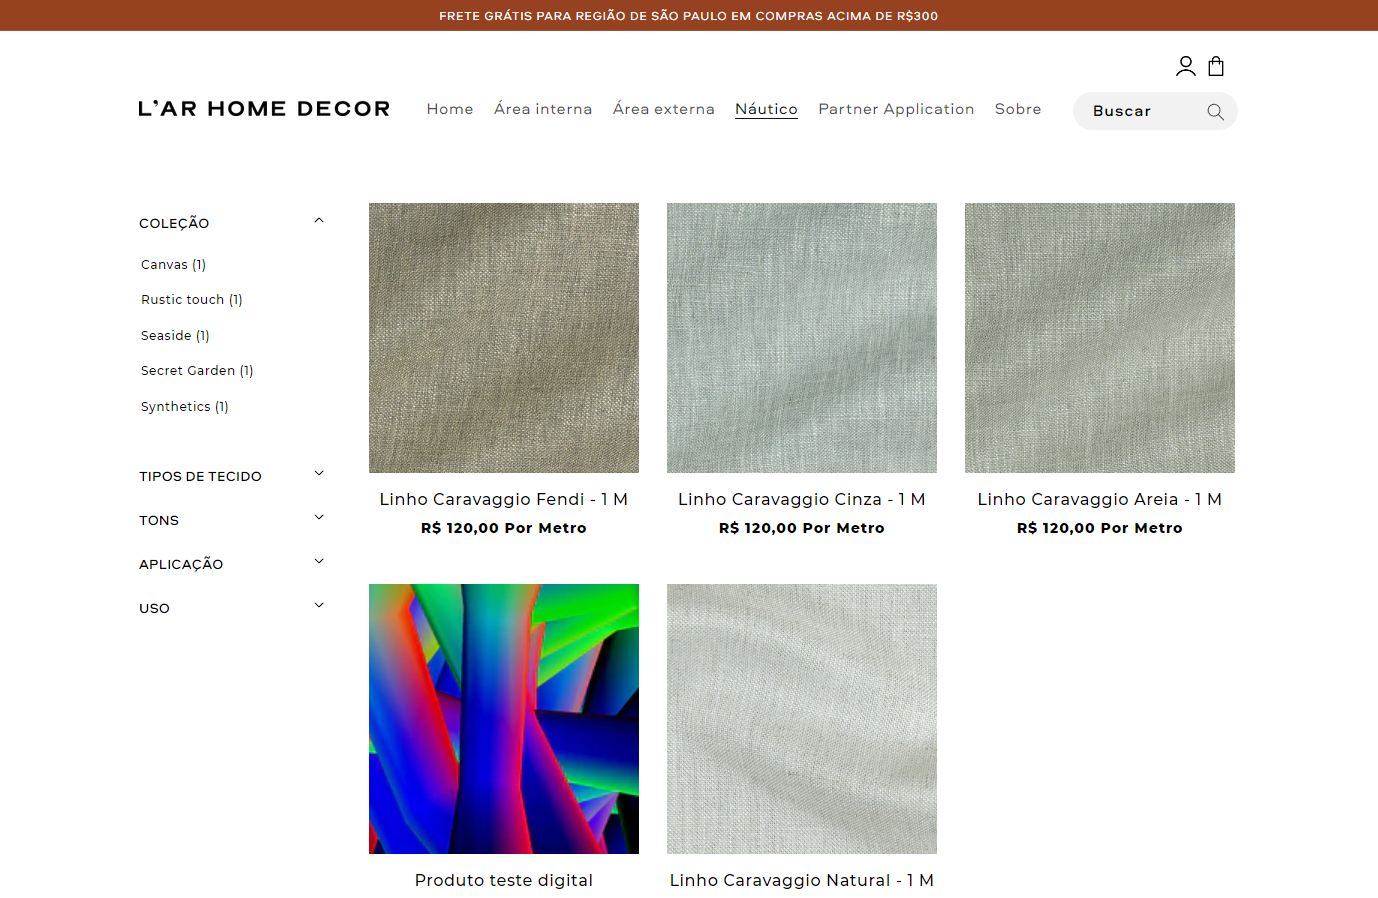 FRETE GRÁTIS PARA REGIÃO DE SÃO PAULO EM COMPRAS ACIMA DE R$300
L'AR HOME DECOR
Home Área interna Área externa Náutico Partner Application Sobre
Buscar
COLEÇÃO
Canvas (1)
Rustic touch (1)
Seaside (1)
Secret Garden (1)
Synthetics (1)
TIPOS DE TECIDO
TONS
APLICAÇÃO
USO
Linho Caravaggio Fendi - 1 M
R$ 120,00 Por Metro
Linho Caravaggio Cinza - 1 M
R$ 120,00 Por Metro
Linho Caravaggio Areia - 1 M
R$ 120,00 Por Metro
Produto teste digital
Linho Caravaggio Natural - 1 M